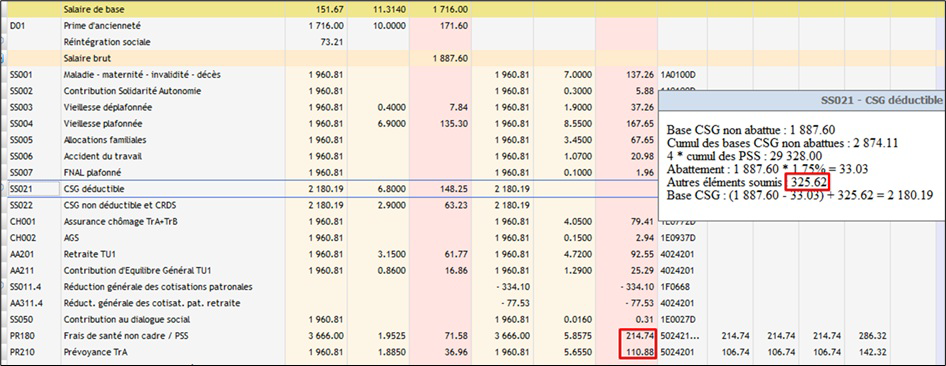 Salaire de base 151.67 11.3140 1 716.00
D01 Prime d'ancienneté 1 716.00 10.0000 171.60
Réintégration sociale 73.21
Salaire brut 1 887.60
SS001 Maladie - maternité - invalidité - décès 1 960.81 1 960.81 7.0000 137.26 1A0100D
SS002 Contribution Solidarité Autonomie 1 960.81 0.3000 5.88
SS003 Vieillesse déplafonnée 1 960.81 0.4000 7.84 1 960.81 1.9000 37.26
SS004 Vieillesse plafonnée 1 960.81 6.9000 135.30 1 960.81 8.5500 167.65
SS005 Allocations familiales 1 960.81 1 960.81 3.4500 67.65
SS006 Accident du travail 1 960.81 1 960.81 1.0700 20.98
SS007 FNAL plafonné 1 960.81 1 960.81 0.1000 1.96
SS021 CSG déductible 2 180.19 6.8000 148.25 2 180.19
SS022 CSG non déductible et CRDS 2 180.19 2.9000 63.23 2 180.19
CH001 Assurance chômage TrA+TrB 1 960.81 1 960.81 4.0500 79.41
CH002 AGS 1 960.81 1 960.81 0.1500 2.94 1E0937D
AA201 Retraite TU1 1 960.81 3.1500 61.77 1 960.81 4.7200 92.55 4024201
AA211 Contribution d'Equilibre Général TU1 1 960.81 0.8600 16.86 1 960.81 1.2900 25.29 4024201
SS011.4 Réduction générale des cotisations patronales - 334.10 - 334.10 1F0668
AA311.4 Réduct. générale des cotisat. pat. retraite - 77.53 - 77.53 4024201
SS050 Contribution au dialogue social 1 960.81 1 960.81 0.0160 0.31 1E0027D
PR180 Frais de santé non cadre / PSS 3 666.00 1.9525 71.58 3 666.00 5.8575 214.74 502421... 214.74 214.74 214.74 286.32
PR210 Prévoyance TrA 1 960.81 1.8850 36.96 1 960.81 5.6550 110.88 5024201 106.74 106.74 106.74 142.32
SS021 - CSG déductible
Base CSG non abattue : 1 887.60
Cumul des bases CSG non abattues : 2 874.11
4 * cumul des PSS : 29 328.00
Abattement : 1 887.60 * 1.75% = 33.03
Autres éléments soumis : 325.62
Base CSG : (1 887.60 - 33.03) + 325.62 = 2 180.19